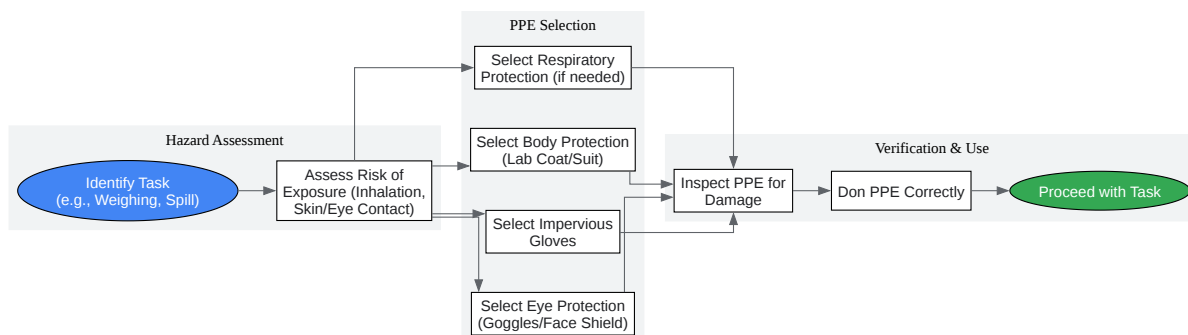 PPE Selection
Select Respiratory
Protection (if needed)
Hazard Assessment
Select Body Protection
(Lab Coat/Suit)
Verification & Use
Identify Task
(e.g., Weighing, Spill)
Assess Risk of
Exposure (Inhalation,
Skin/Eye Contact)
Inspect PPE for
Damage
Don PPE Correctly
Proceed with Task
Select Impervious
Gloves
Select Eye Protection
(Goggles/Face Shield)